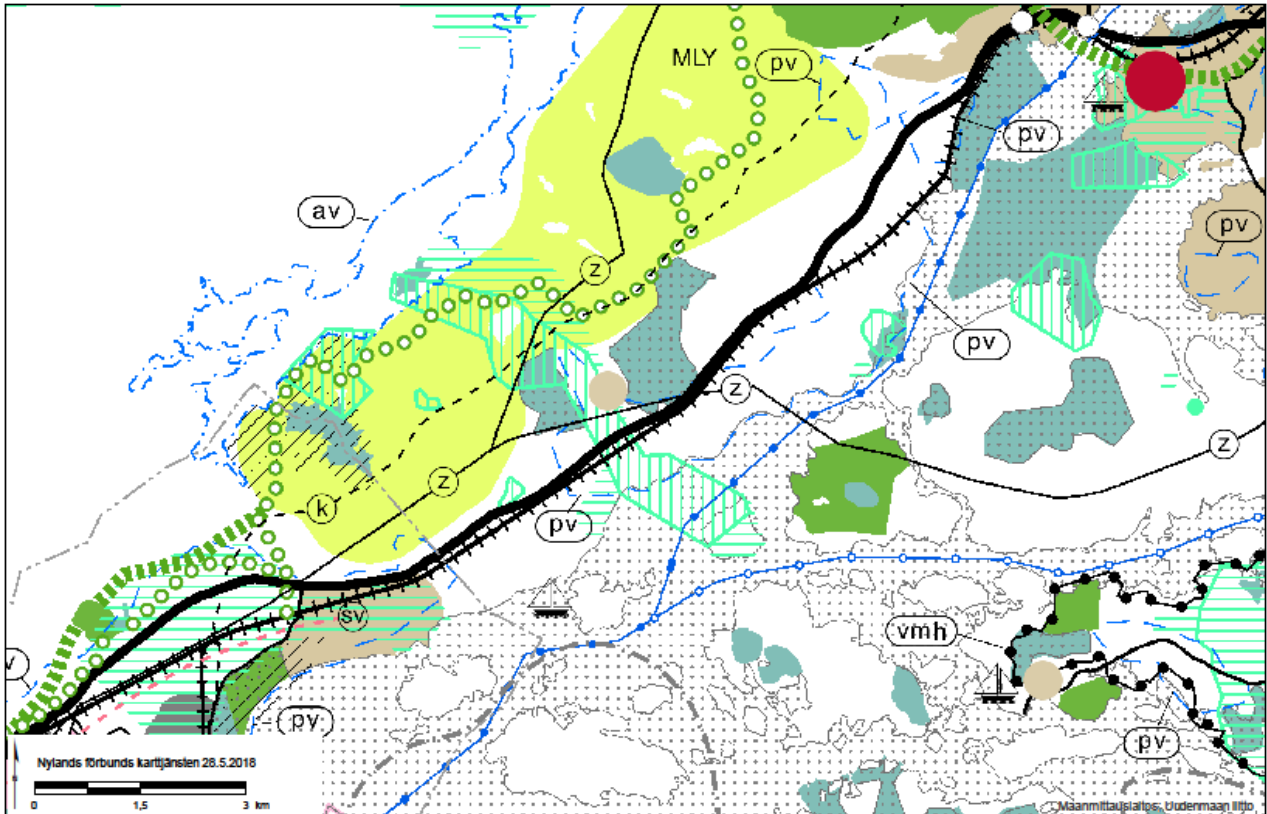 MLY
pv
pv
av
pv
z
pv
z
z
z
k
pv
sv
vmh
v
pv
pv
Nylands förbunds karttjänsten 28.5.2018
0 1,5 3 km
Maanmittauslaitos, Uudenmaan liitto